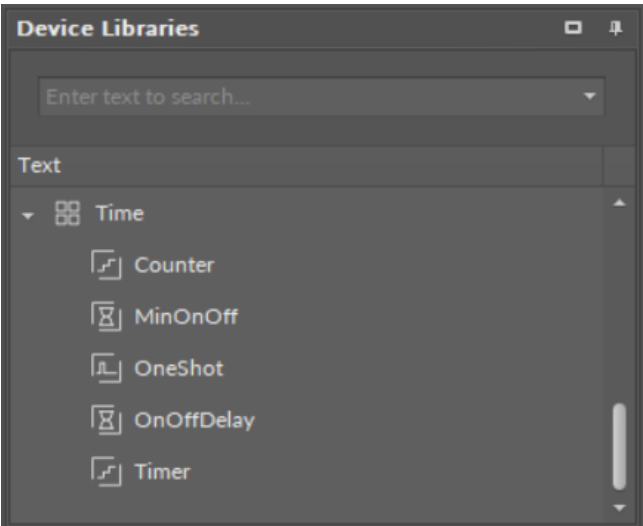 Device Libraries
Enter text to search...
Text
Time
Counter
MinOnOff
OneShot
OnOffDelay
Timer